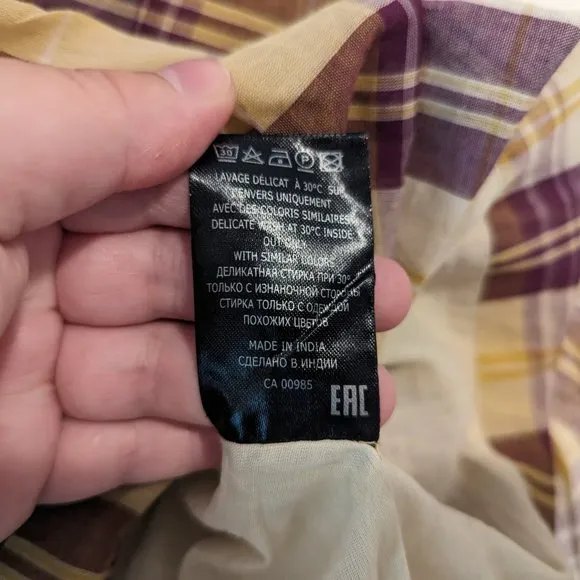 30 P
LAVAGE DÉLICAT À 30°C SUR
L'ENVERS UNIQUEMENT
AVEC DES COLORIS SIMILAIRES
DELICATE WASH AT 30°C INSIDE
OUT ONLY
WITH SIMILAR COLORS
ДЕЛИКАТНАЯ СТИРКА ПРИ 30°
ТОЛЬКО С ИЗНАНОЧНОЙ СТОРОНЫ
СТИРКА ТОЛЬКО С ОДЕЖДОЙ
ПОХОЖИХ ЦВЕТОВ
MADE IN INDIA
СДЕЛАНО В ИНДИИ
CA 00985
EAC